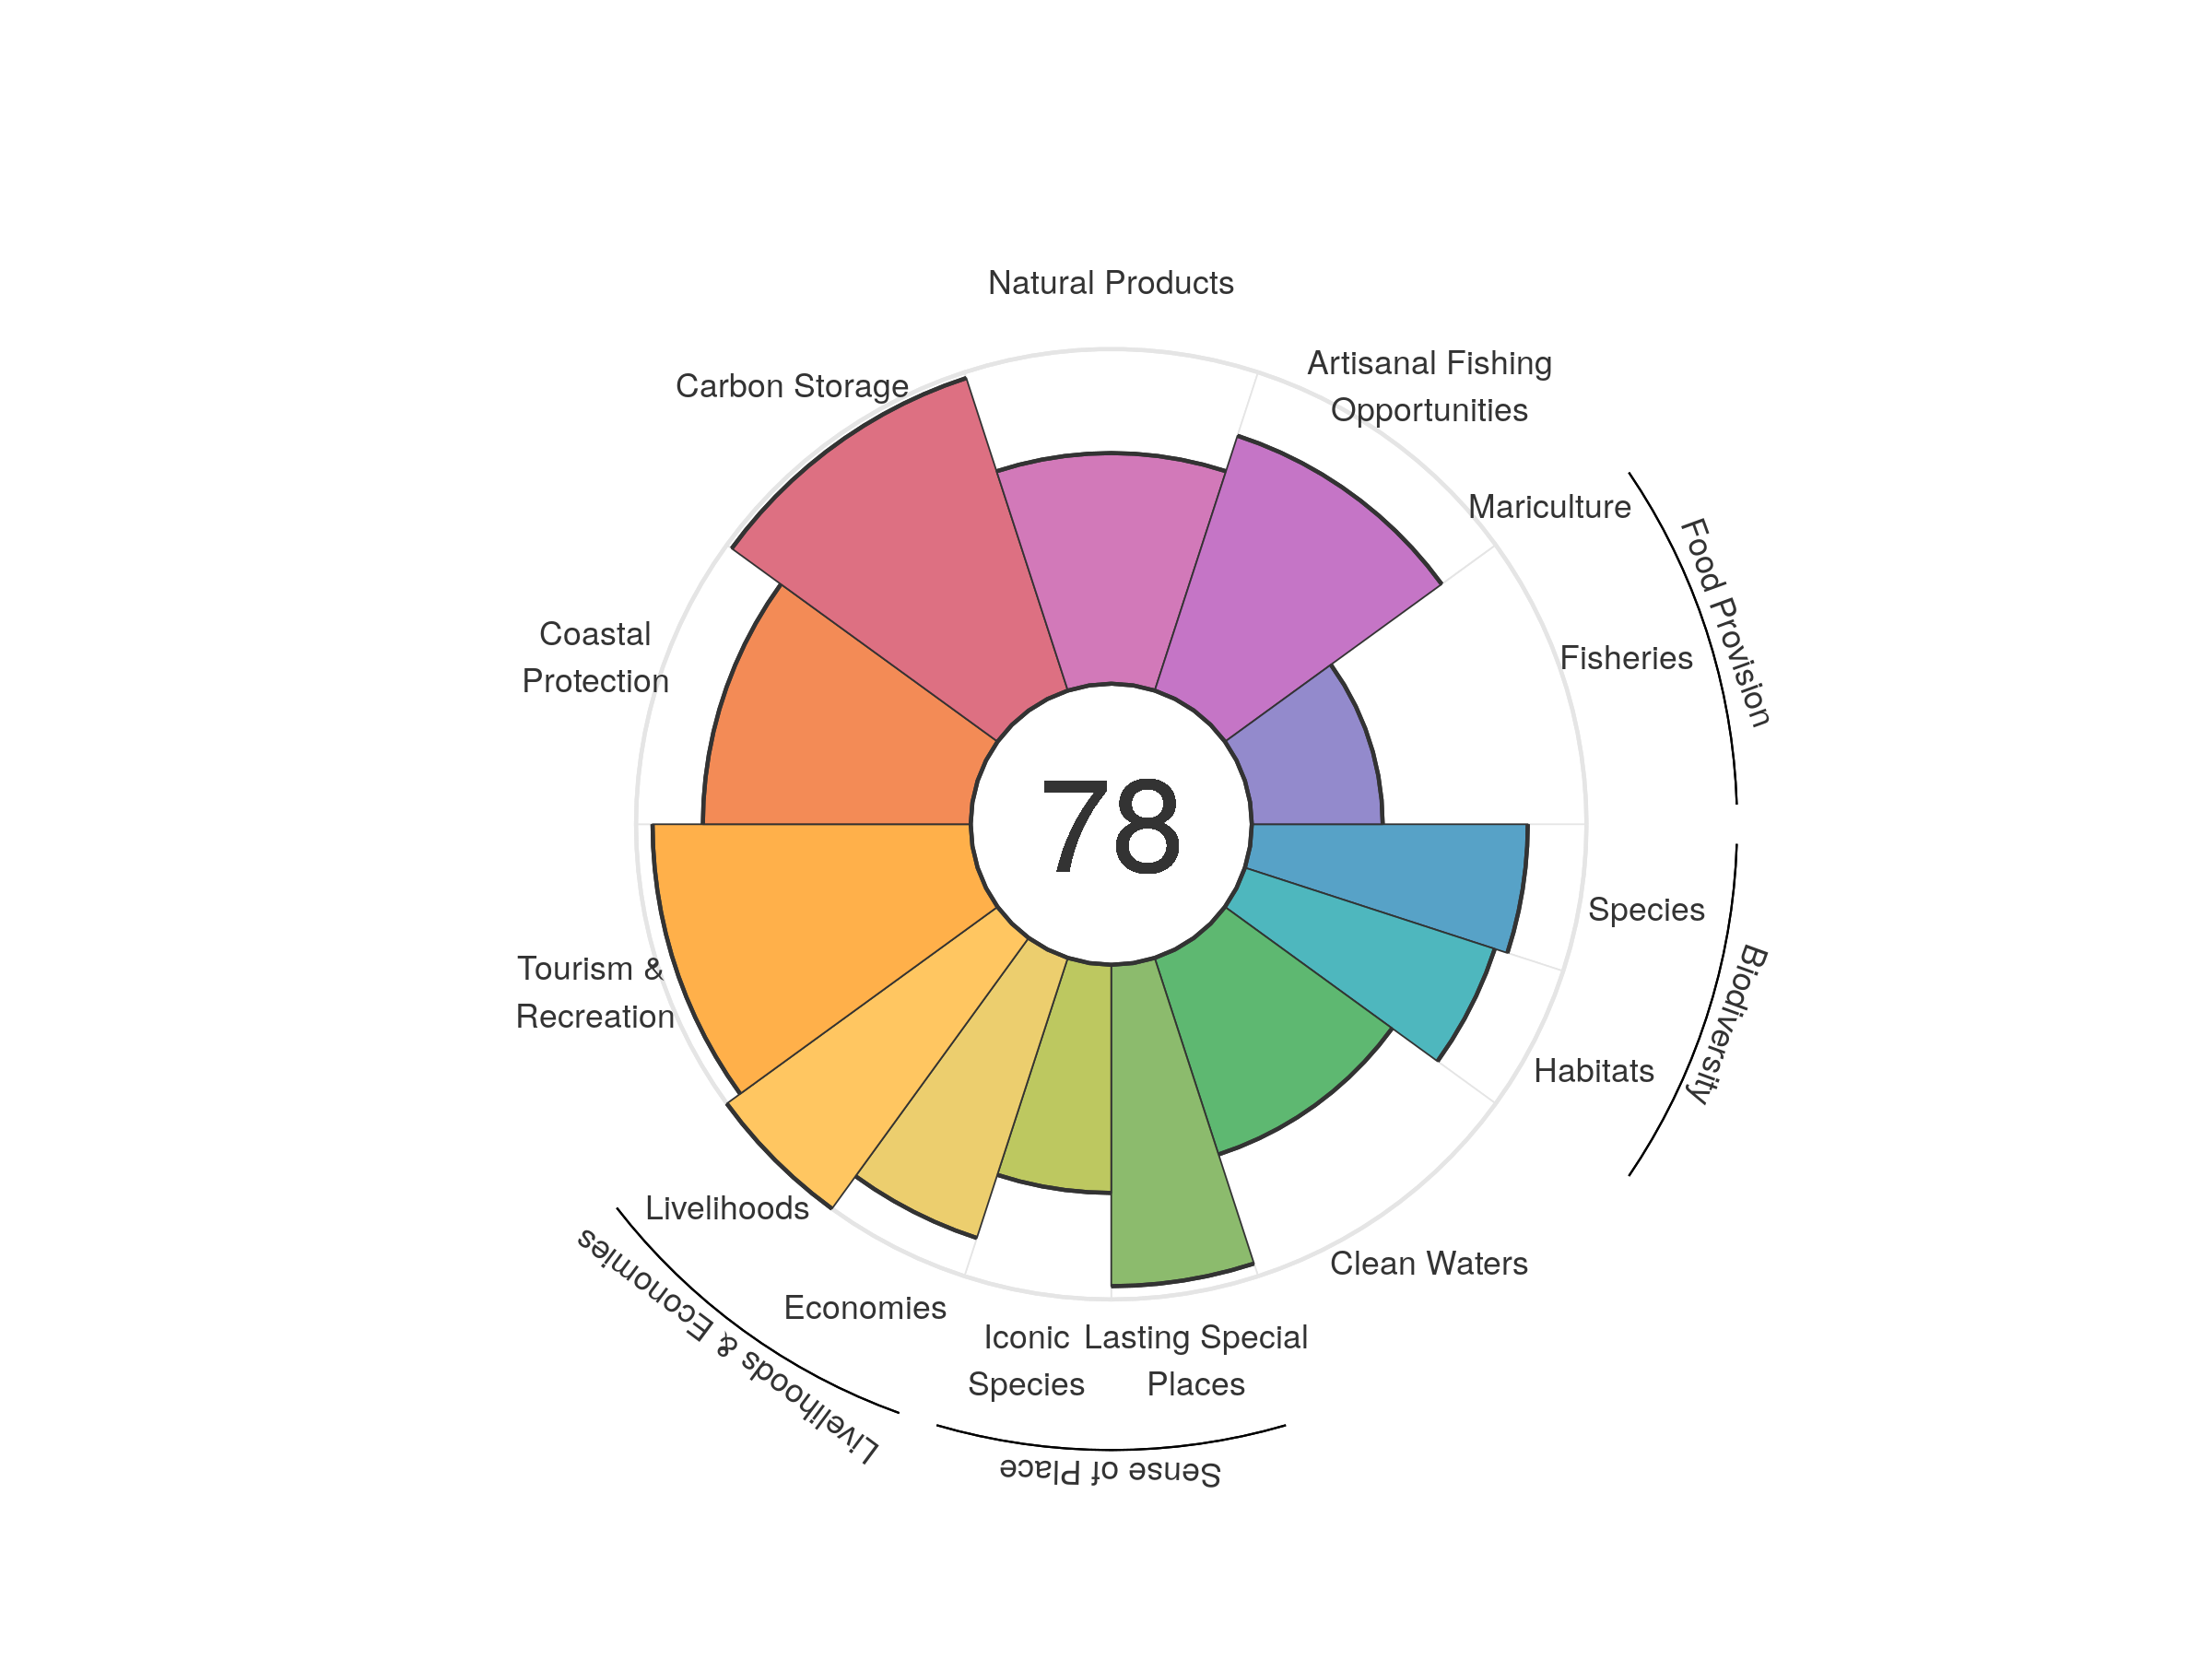 Natural Products
Artisanal Fishing
Opportunities
Carbon Storage
Mariculture
Food Provision
Fisheries
Coastal
Protection
78
Species
Biodiversity
Tourism &
Recreation
Habitats
Livelihoods
Livelihoods & Economies
Clean Waters
Economies
Iconic
Species
Lasting Special
Places
Sense of Place